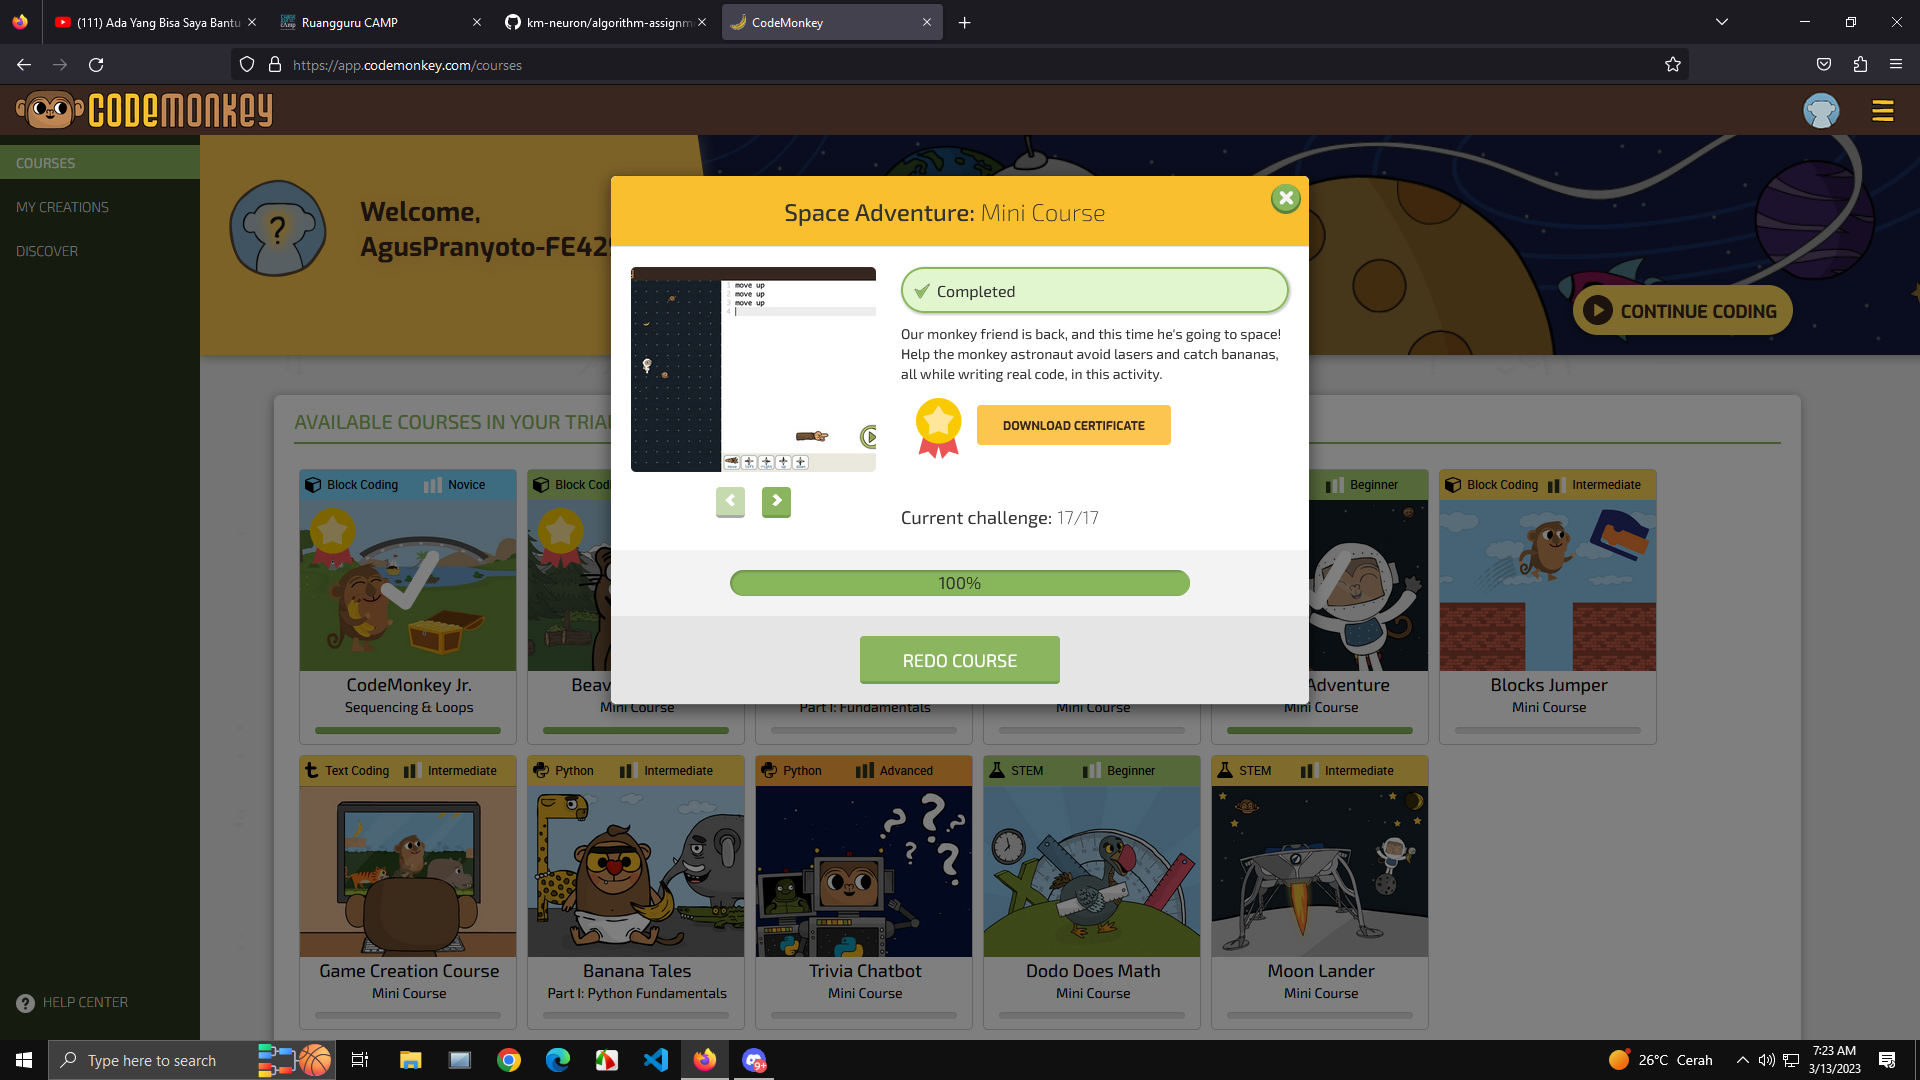 (111) Ada Yang Bisa Saya Bantu
Ruangguru CAMP
km-neuron/algorithm-assignm
CodeMonkey
https://app.codemonkey.com/courses
CODEMONKEY
COURSES
MY CREATIONS
DISCOVER
HELP CENTER
Welcome,
AgusPranyoto-FE429
CONTINUE CODING
Space Adventure: Mini Course
1 move up
2 move up
3 move up
4
Completed
Our monkey friend is back, and this time he's going to space!
Help the monkey astronaut avoid lasers and catch bananas,
all while writing real code, in this activity.
DOWNLOAD CERTIFICATE
Current challenge: 17/17
100%
REDO COURSE
AVAILABLE COURSES IN YOUR TRIA
Block Coding Novice
CodeMonkey Jr.
Sequencing & Loops
Block Codi
Beav
Mini Course
Part I: Fundamentals
Mini Course
Beginner
Adventure
Mini Course
Block Coding Intermediate
Blocks Jumper
Mini Course
Text Coding Intermediate
Game Creation Course
Mini Course
Python Intermediate
Banana Tales
Part I: Python Fundamentals
Python Advanced
Trivia Chatbot
Mini Course
STEM Beginner
Dodo Does Math
Mini Course
STEM Intermediate
Moon Lander
Mini Course
Type here to search
9+
26°C Cerah
7:23 AM
3/13/2023